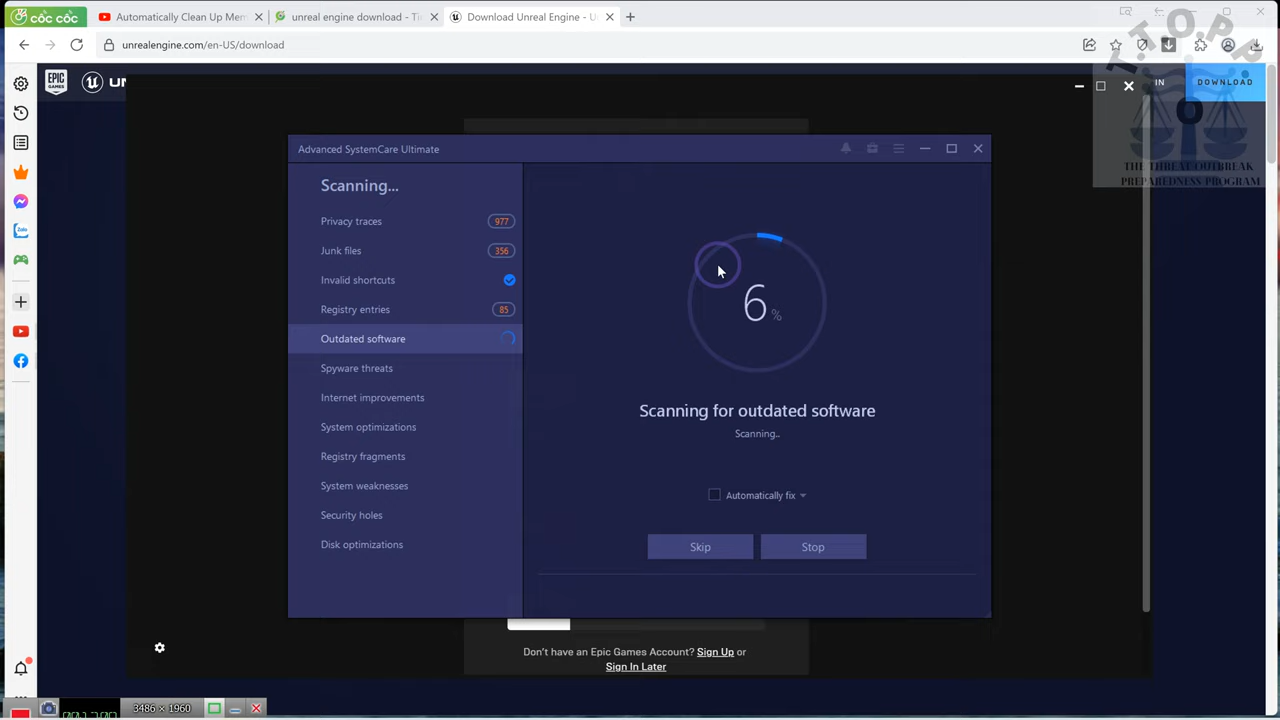 cốc cốc
Automatically Clean Up Mem
unreal engine download - Tì
Download Unreal Engine - U
unrealengine.com/en-US/download
EPIC
GAMES
UN
IN
DOWNLOAD
T.T.O.P.P
THE THREAT OUTBREAK
PREPAREDNESS PROGRAM
Zalo
Advanced SystemCare Ultimate
Scanning...
Privacy traces 977
Junk files 356
Invalid shortcuts
Registry entries 85
Outdated software
Spyware threats
Internet improvements
System optimizations
Registry fragments
System weaknesses
Security holes
Disk optimizations
6 %
Scanning for outdated software
Scanning..
Automatically fix
Skip Stop
Don't have an Epic Games Account? Sign Up or
Sign In Later
3486 × 1960